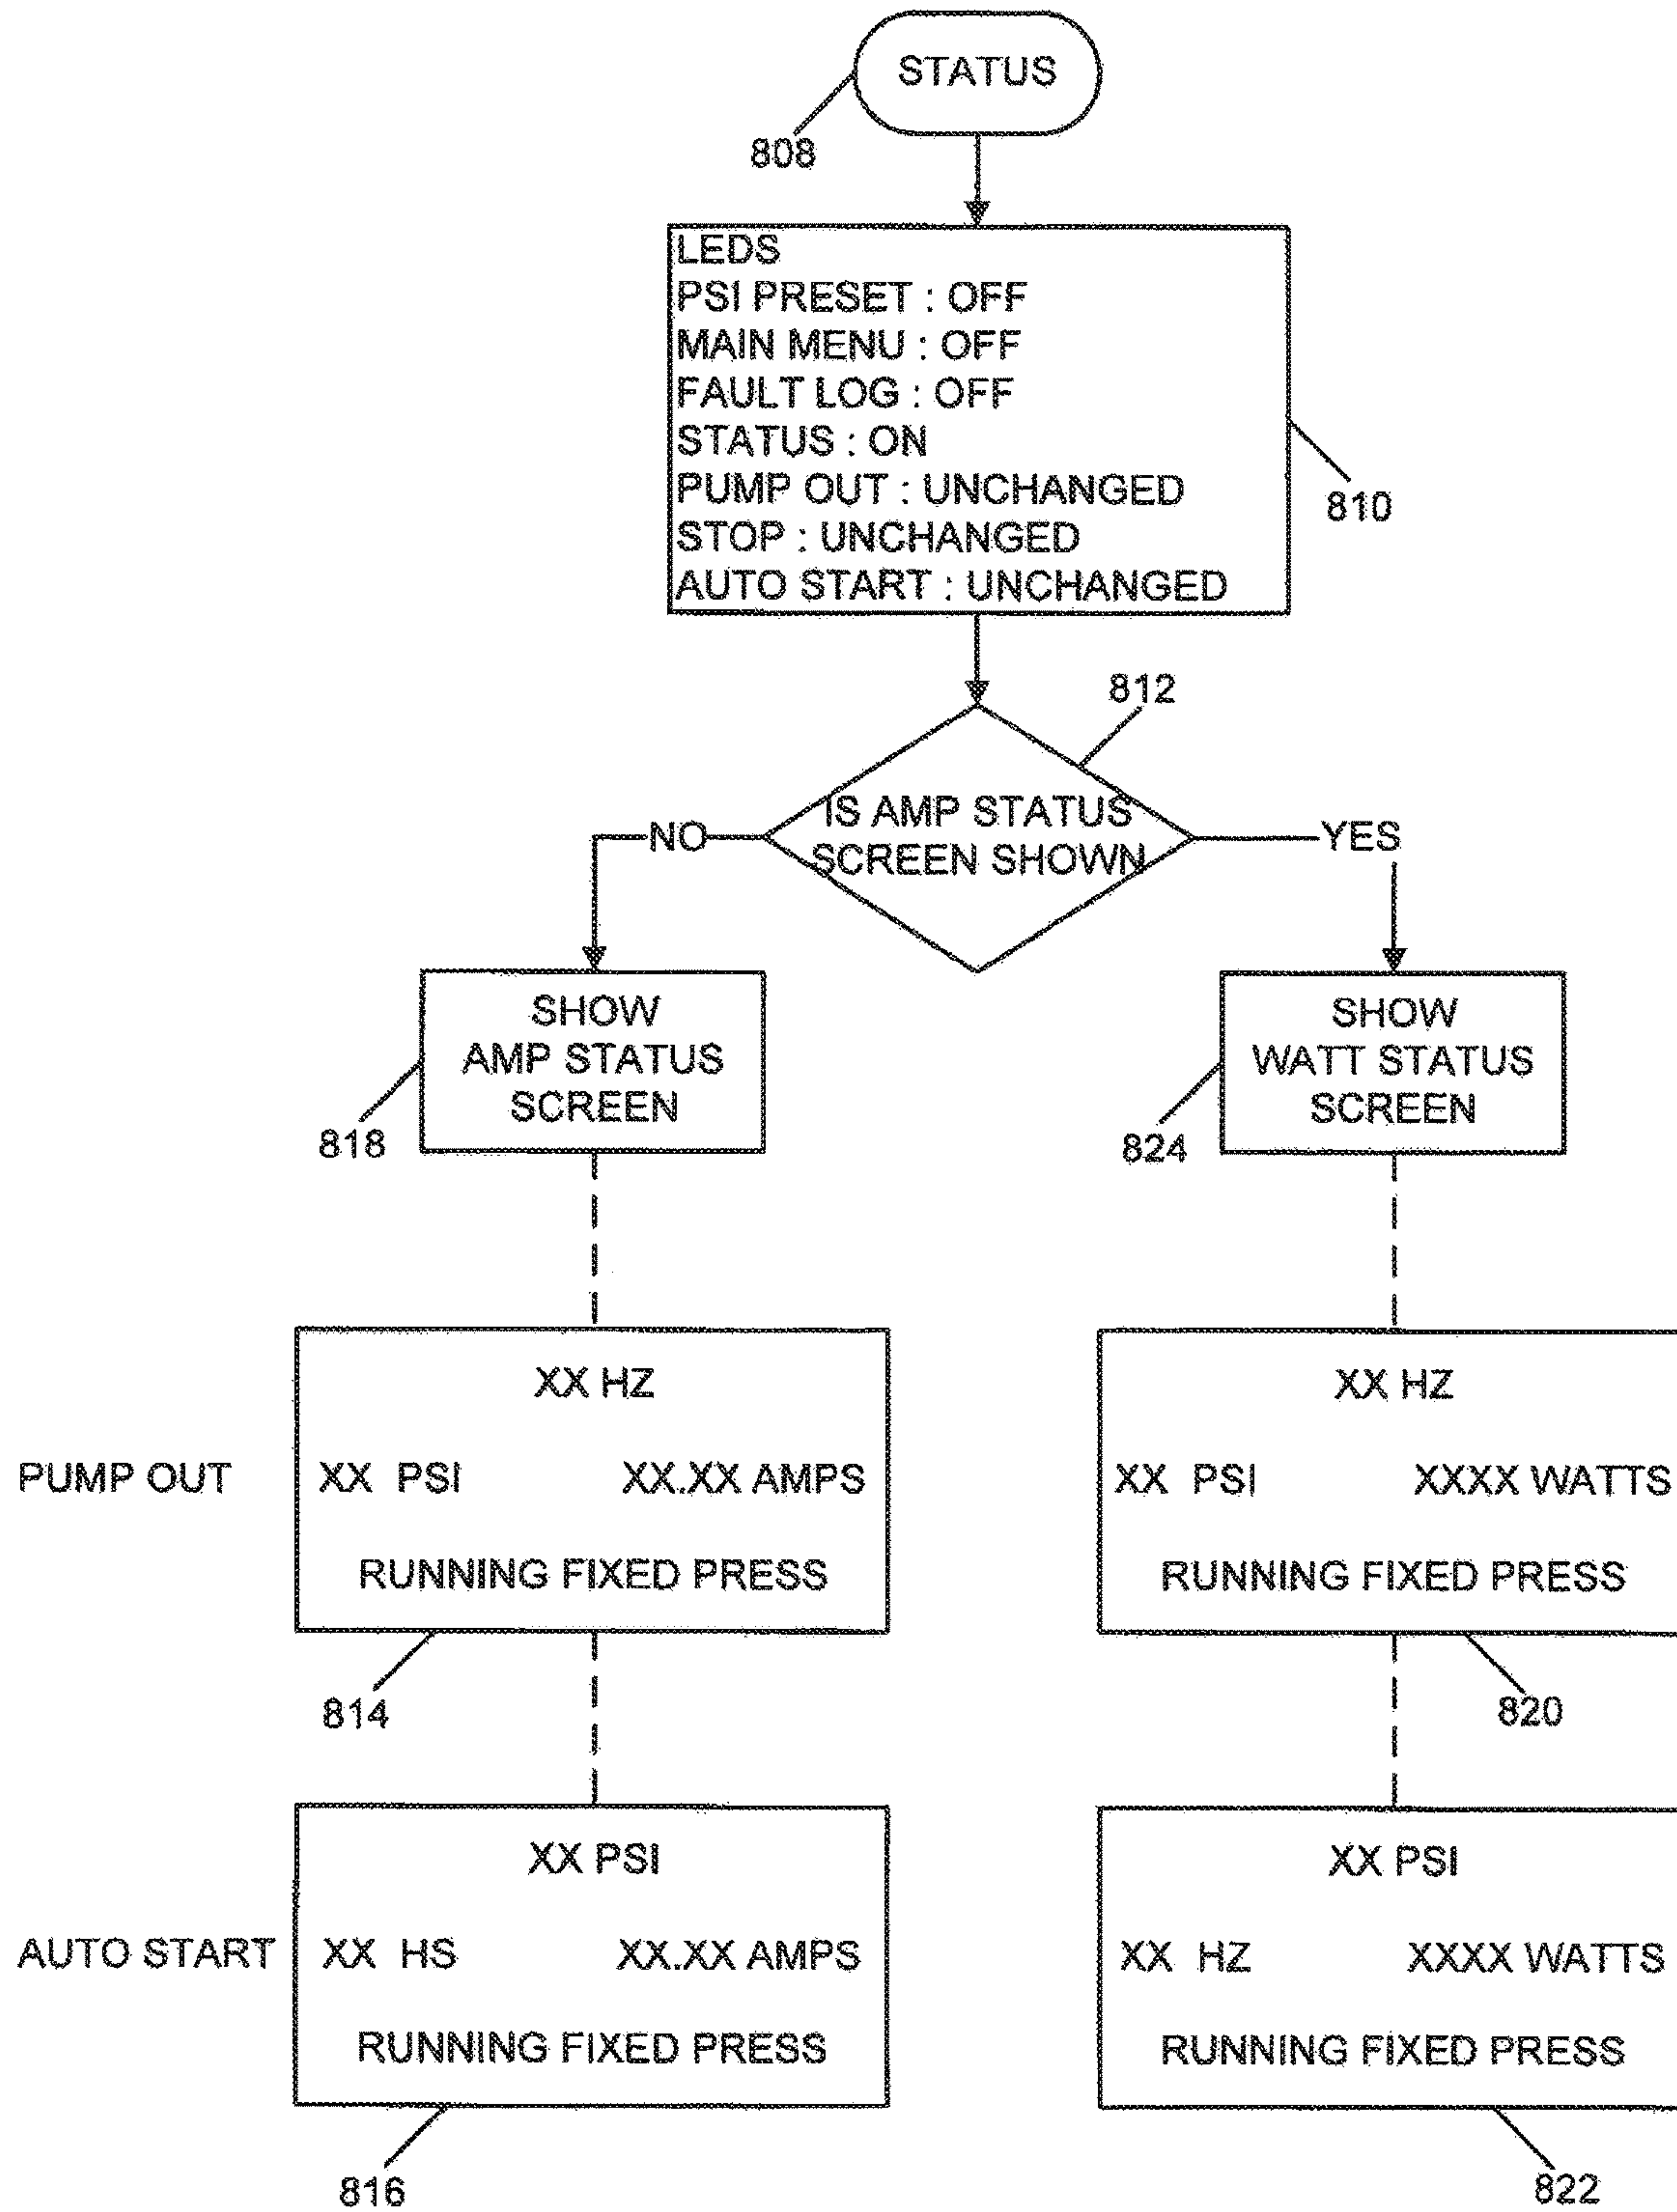 STATUS
808
LEDS
PSI PRESET : OFF
MAIN MENU : OFF
FAULT LOG : OFF
STATUS : ON
PUMP OUT : UNCHANGED
STOP : UNCHANGED
AUTO START : UNCHANGED
810
812
IS AMP STATUS
SCREEN SHOWN
NO
YES
SHOW
AMP STATUS
SCREEN
818
SHOW
WATT STATUS
SCREEN
824
PUMP OUT
XX HZ
XX PSI XX.XX AMPS
RUNNING FIXED PRESS
814
XX HZ
XX PSI XXXX WATTS
RUNNING FIXED PRESS
820
AUTO START
XX PSI
XX HS XX.XX AMPS
RUNNING FIXED PRESS
816
XX PSI
XX HZ XXXX WATTS
RUNNING FIXED PRESS
822